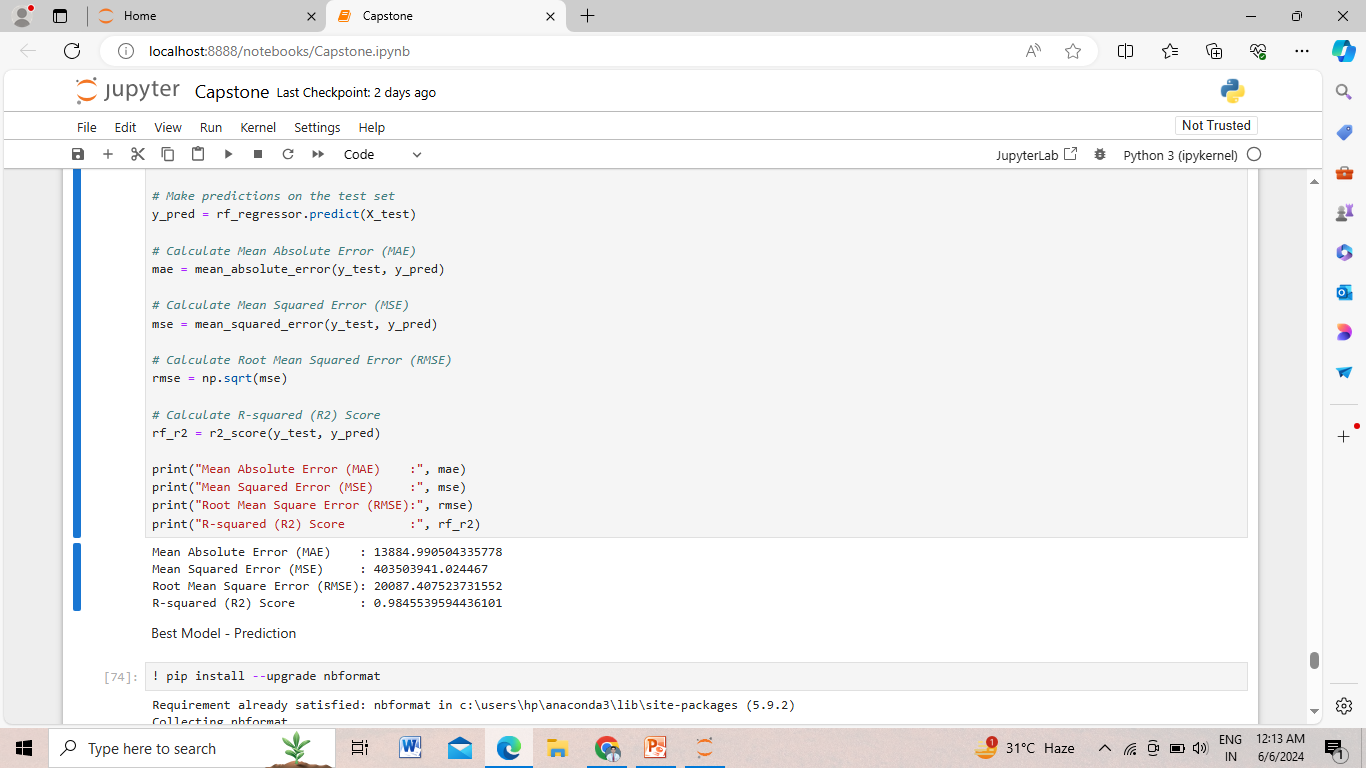 Home
Capstone
localhost:8888/notebooks/Capstone.ipynb
jupyter Capstone Last Checkpoint: 2 days ago
File Edit View Run Kernel Settings Help
Not Trusted
Code
JupyterLab
Python 3 (ipykernel)
# Make predictions on the test set
y_pred = rf_regressor.predict(X_test)
# Calculate Mean Absolute Error (MAE)
mae = mean_absolute_error(y_test, y_pred)
# Calculate Mean Squared Error (MSE)
mse = mean_squared_error(y_test, y_pred)
# Calculate Root Mean Squared Error (RMSE)
rmse = np.sqrt(mse)
# Calculate R-squared (R2) Score
rf_r2 = r2_score(y_test, y_pred)
print("Mean Absolute Error (MAE)    :", mae)
print("Mean Squared Error (MSE)     :", mse)
print("Root Mean Square Error (RMSE):", rmse)
print("R-squared (R2) Score         :", rf_r2)
Mean Absolute Error (MAE)    : 13884.990504335778
Mean Squared Error (MSE)     : 403503941.024467
Root Mean Square Error (RMSE): 20087.407523731552
R-squared (R2) Score         : 0.9845539594436101
Best Model - Prediction
[74]: ! pip install --upgrade nbformat
Requirement already satisfied: nbformat in c:\users\hp\anaconda3\lib\site-packages (5.9.2)
Collecting nbformat
Type here to search
1
31°C Haze
ENG
IN
12:13 AM
6/6/2024
1